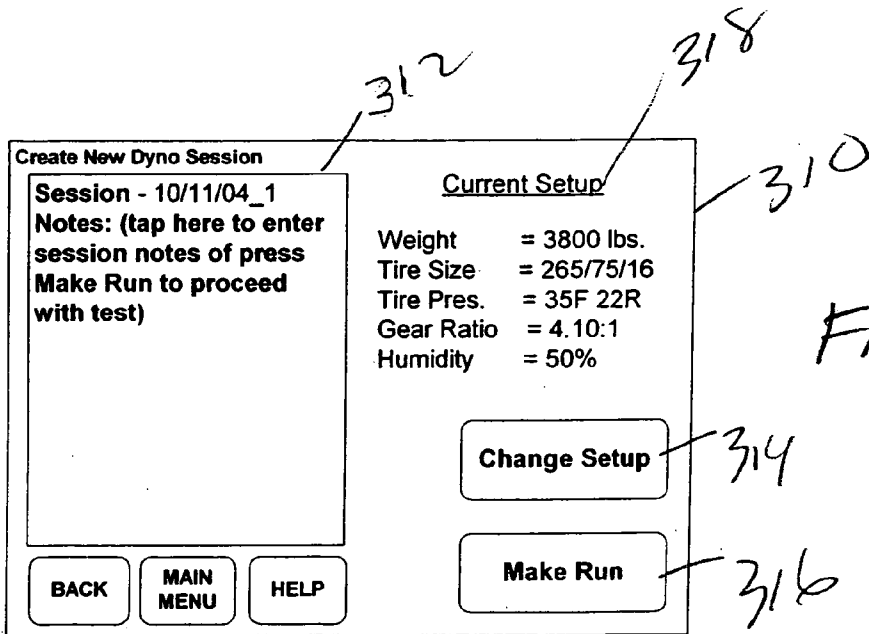 312
318
310
Create New Dyno Session
Session - 10/11/04_1
Notes: (tap here to enter
session notes of press
Make Run to proceed
with test)
Current Setup
Weight = 3800 lbs.
Tire Size = 265/75/16
Tire Pres. = 35F 22R
Gear Ratio = 4.10:1
Humidity = 50%
Change Setup
314
Make Run
316
BACK
MAIN
MENU
HELP